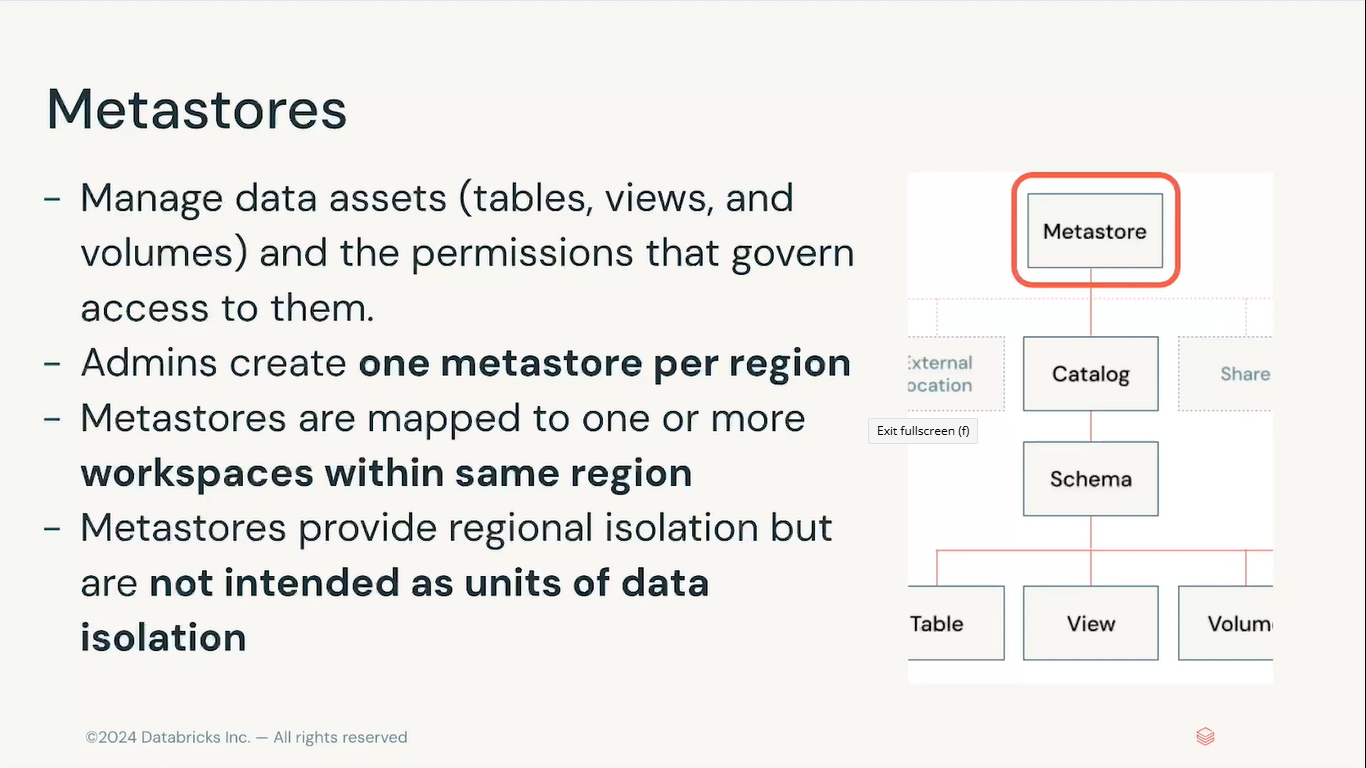 Metastores
- Manage data assets (tables, views, and
volumes) and the permissions that govern
access to them.
- Admins create one metastore per region
- Metastores are mapped to one or more
workspaces within same region
- Metastores provide regional isolation but
are not intended as units of data
isolation
Metastore
External
ocation
Catalog
Share
Exit fullscreen (f)
Schema
Table
View
Volum
©2024 Databricks Inc. — All rights reserved